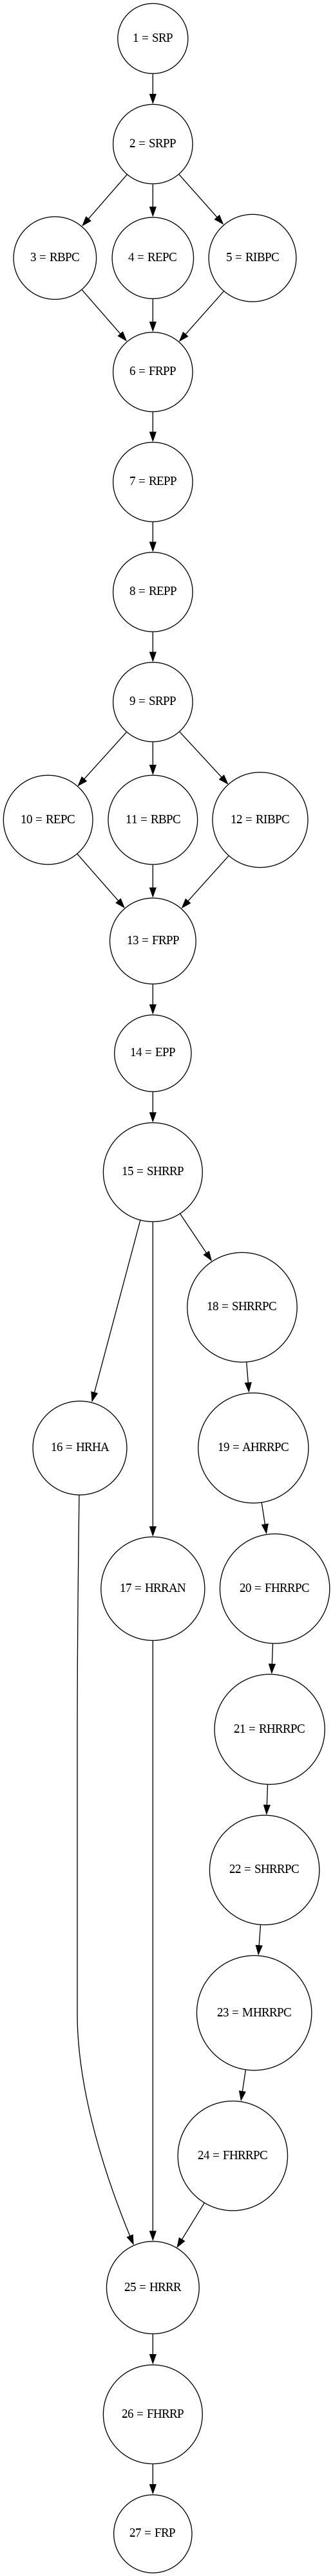 1 = SRP
2 = SRPP
3 = RBPC
4 = REPC
5 = RIBPC
6 = FRPP
7 = REPP
8 = REPP
9 = SRPP
10 = REPC
11 = RBPC
12 = RIBPC
13 = FRPP
14 = EPP
15 = SHRRP
18 = SHRRPC
16 = HRHA
19 = AHRRPC
17 = HRRAN
20 = FHRRPC
21 = RHRRPC
22 = SHRRPC
23 = MHRRPC
24 = FHRRPC
25 = HRRR
26 = FHRRP
27 = FRP